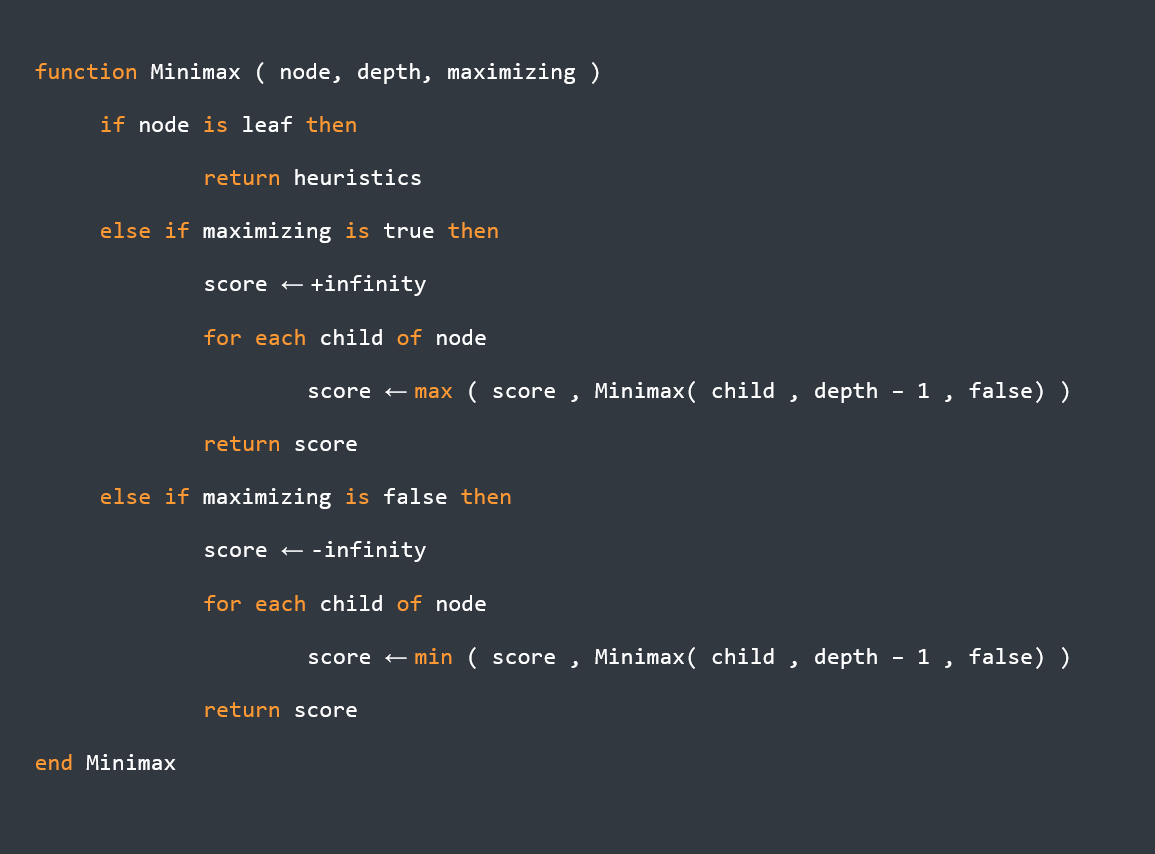 function Minimax ( node, depth, maximizing )
if node is leaf then
return heuristics
else if maximizing is true then
score ← +infinity
for each child of node
score ← max ( score , Minimax( child , depth – 1 , false) )
return score
else if maximizing is false then
score ← -infinity
for each child of node
score ← min ( score , Minimax( child , depth – 1 , false) )
return score
end Minimax